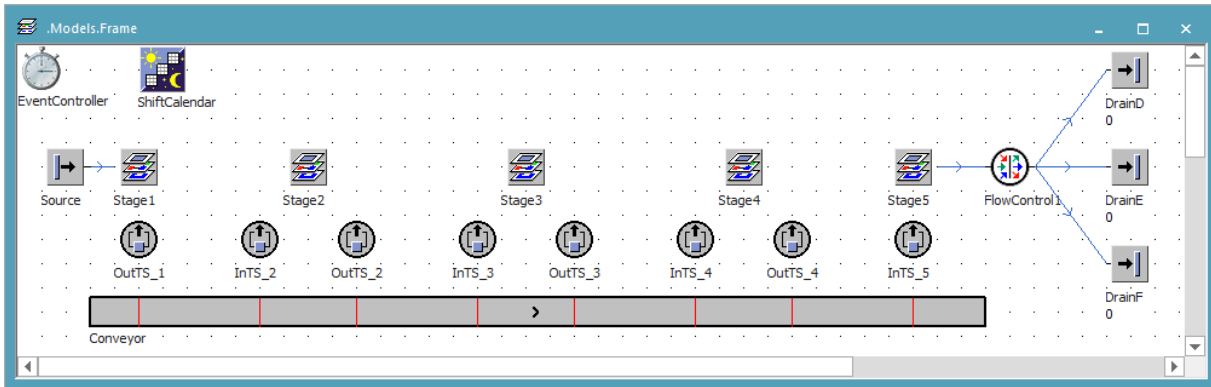 .Models.Frame
EventController
ShiftCalendar
DrainD
0
Source
Stage1
Stage2
Stage3
Stage4
Stage5
FlowControl1
DrainE
0
OutTS_1
InTS_2
OutTS_2
InTS_3
OutTS_3
InTS_4
OutTS_4
InTS_5
DrainF
0
Conveyor